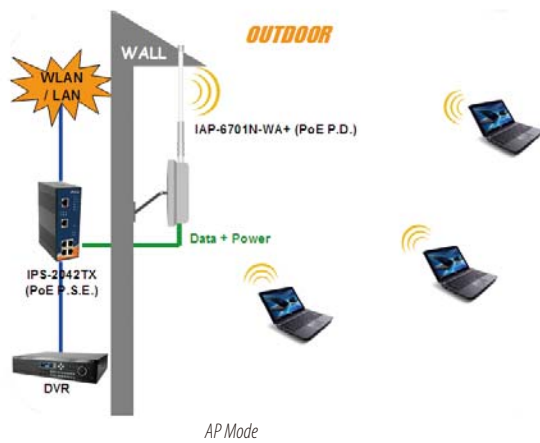 OUTDOOR
WALL
WLAN
/ LAN
IAP-6701N-WA+ (PoE P.D.)
Data + Power
IPS-2042TX
(PoE P.S.E.)
DVR
AP Mode